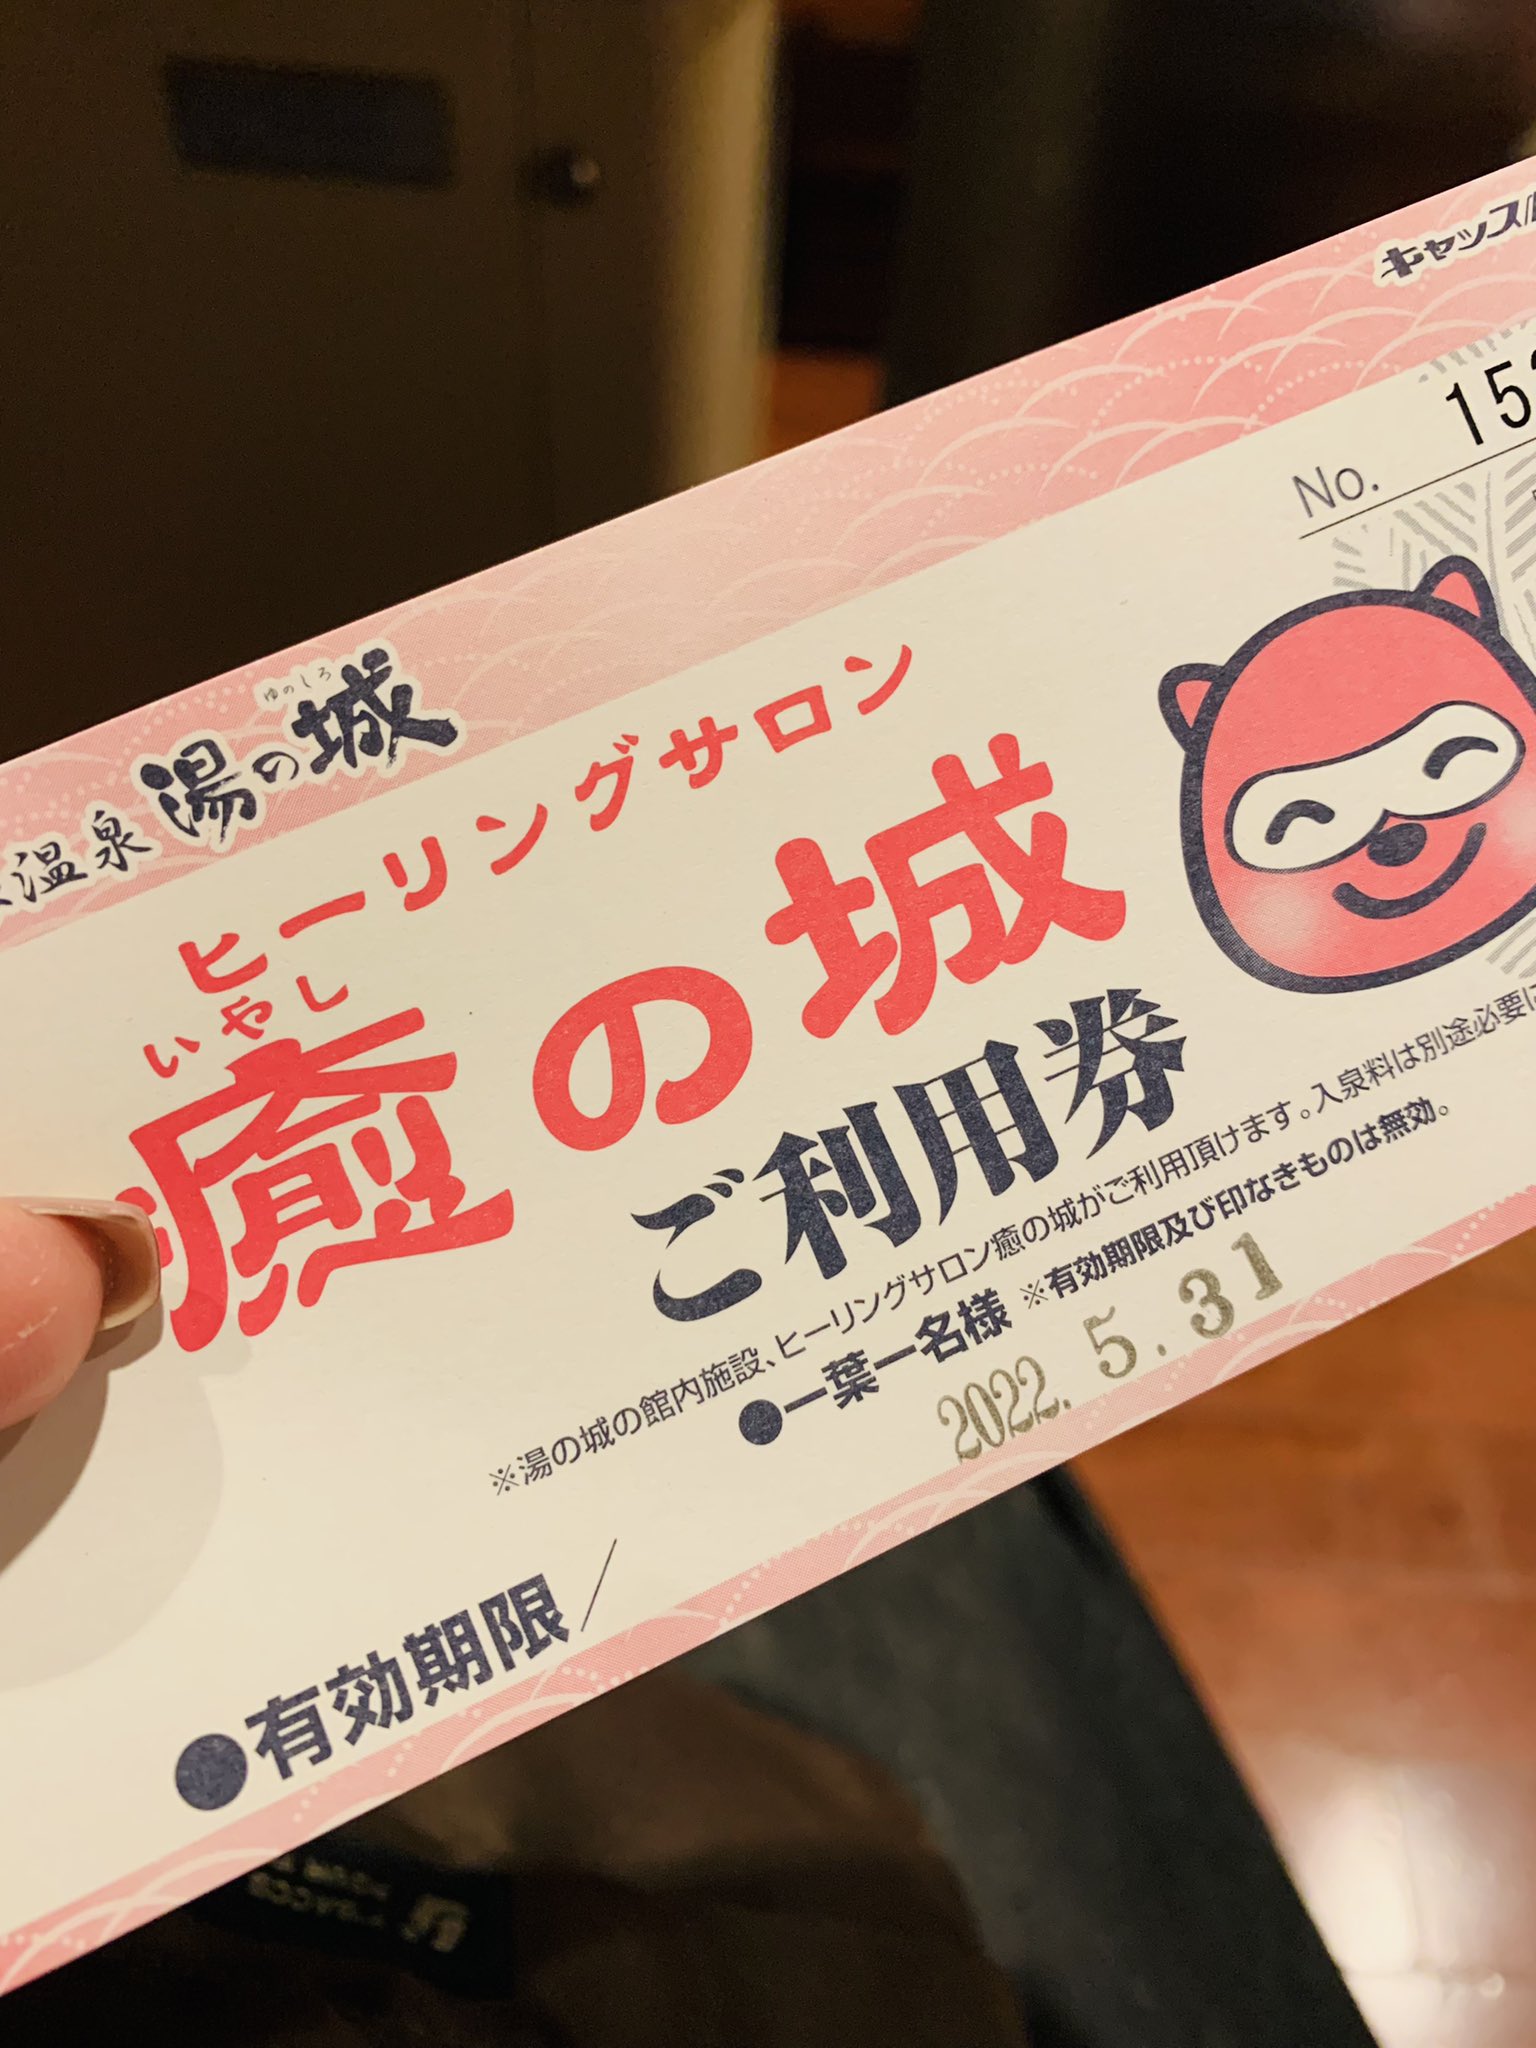 キャッスル
No. 15
温泉 湯の城
ゆのしろ
ヒーリングサロン
いやし
癒の城
ご利用券
※湯の城の館内施設、ヒーリングサロン癒の城がご利用頂けます。入泉料は別途必要に
●一葉一名様 ※有効期限及び印なきものは無効。
●有効期限／
2022. 5. 31